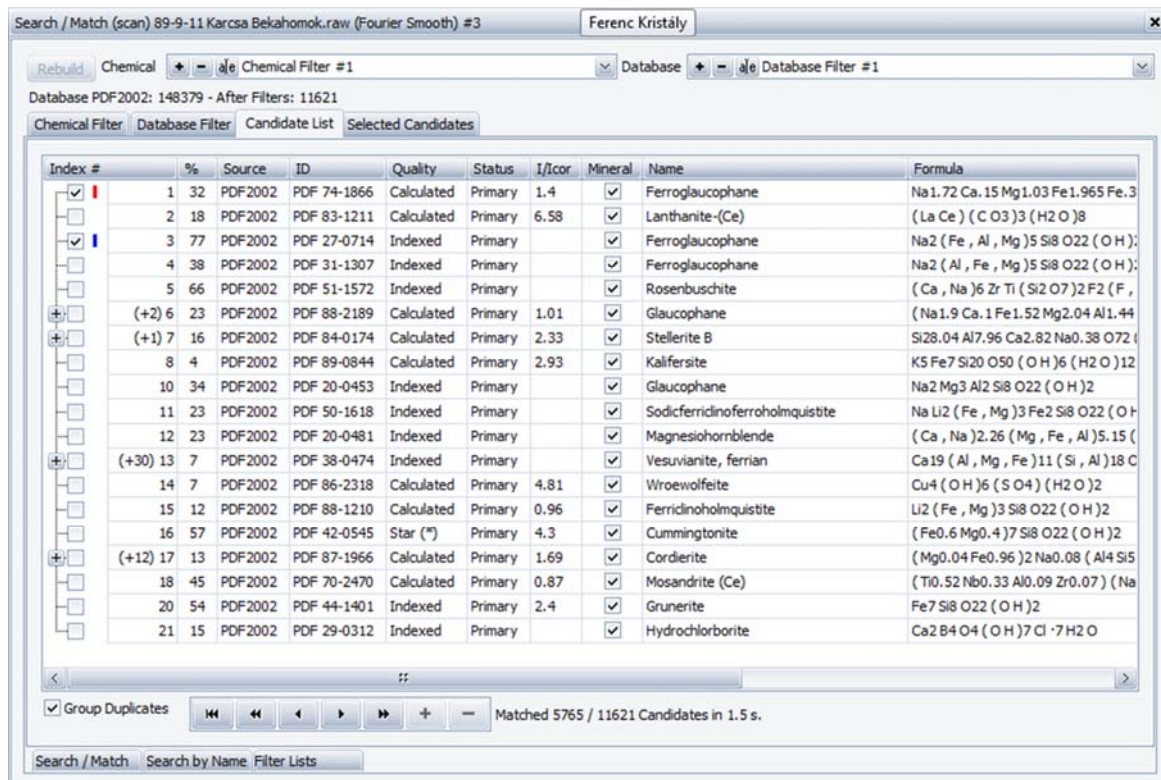 Search / Match (scan) 89-9-11 Karcsa Bekahomok.raw (Fourier Smooth) #3 Ferenc Kristály x
Rebuild Chemical + - a|e Chemical Filter #1 Database + - a|e Database Filter #1
Database PDF2002: 148379 - After Filters: 11621
Chemical Filter Database Filter Candidate List Selected Candidates
Index # % Source ID Quality Status I/Icor Mineral Name Formula
1 32 PDF2002 PDF 74-1866 Calculated Primary 1.4 Ferroglaucophane Na1.72 Ca.15 Mg1.03 Fe1.965 Fe.3
2 18 PDF2002 PDF 83-1211 Calculated Primary 6.58 Lanthanite-(Ce) ( La Ce ) ( C O3 )3 ( H2 O )8
3 77 PDF2002 PDF 27-0714 Indexed Primary Ferroglaucophane Na2 ( Fe , Al , Mg )5 Si8 O22 ( O H )
4 38 PDF2002 PDF 31-1307 Indexed Primary Ferroglaucophane Na2 ( Al , Fe , Mg )5 Si8 O22 ( O H )
5 66 PDF2002 PDF 51-1572 Indexed Primary Rosenbuschite ( Ca , Na )6 Zr Ti ( Si2 O7 )2 F2 ( F ,
(+2) 6 23 PDF2002 PDF 88-2189 Calculated Primary 1.01 Glaucophane ( Na1.9 Ca.1 Fe1.52 Mg2.04 Al1.44
(+1) 7 16 PDF2002 PDF 84-0174 Calculated Primary 2.33 Stellerite B Si28.04 Al7.96 Ca2.82 Na0.38 O72 (
8 4 PDF2002 PDF 89-0844 Calculated Primary 2.93 Kalifersite K5 Fe7 Si20 O50 ( O H )6 ( H2 O )12
10 34 PDF2002 PDF 20-0453 Indexed Primary Glaucophane Na2 Mg3 Al2 Si8 O22 ( O H )2
11 23 PDF2002 PDF 50-1618 Indexed Primary Sodicferriclinoferroholmquistite Na Li2 ( Fe , Mg )3 Fe2 Si8 O22 ( O H
12 23 PDF2002 PDF 20-0481 Indexed Primary Magnesiohornblende ( Ca , Na )2.26 ( Mg , Fe , Al )5.15 (
(+30) 13 7 PDF2002 PDF 38-0474 Indexed Primary Vesuvianite, ferrian Ca19 ( Al , Mg , Fe )11 ( Si , Al )18 O
14 7 PDF2002 PDF 86-2318 Calculated Primary 4.81 Wroewolfeite Cu4 ( O H )6 ( S O4 ) ( H2 O )2
15 12 PDF2002 PDF 88-1210 Calculated Primary 0.96 Ferriclinoholmquistite Li2 ( Fe , Mg )3 Si8 O22 ( O H )2
16 57 PDF2002 PDF 42-0545 Star (*) Primary 4.3 Cummingtonite ( Fe0.6 Mg0.4 )7 Si8 O22 ( O H )2
(+12) 17 13 PDF2002 PDF 87-1966 Calculated Primary 1.69 Cordierite ( Mg0.04 Fe0.96 )2 Na0.08 ( Al4 Si5
18 45 PDF2002 PDF 70-2470 Calculated Primary 0.87 Mosandrite (Ce) ( Ti0.52 Nb0.33 Al0.09 Zr0.07 ) ( Na
20 54 PDF2002 PDF 44-1401 Indexed Primary 2.4 Grunerite Fe7 Si8 O22 ( O H )2
21 15 PDF2002 PDF 29-0312 Indexed Primary Hydrochlorborite Ca2 B4 O4 ( O H )7 Cl ·7 H2 O
Group Duplicates + - Matched 5765 / 11621 Candidates in 1.5 s.
Search / Match Search by Name Filter Lists